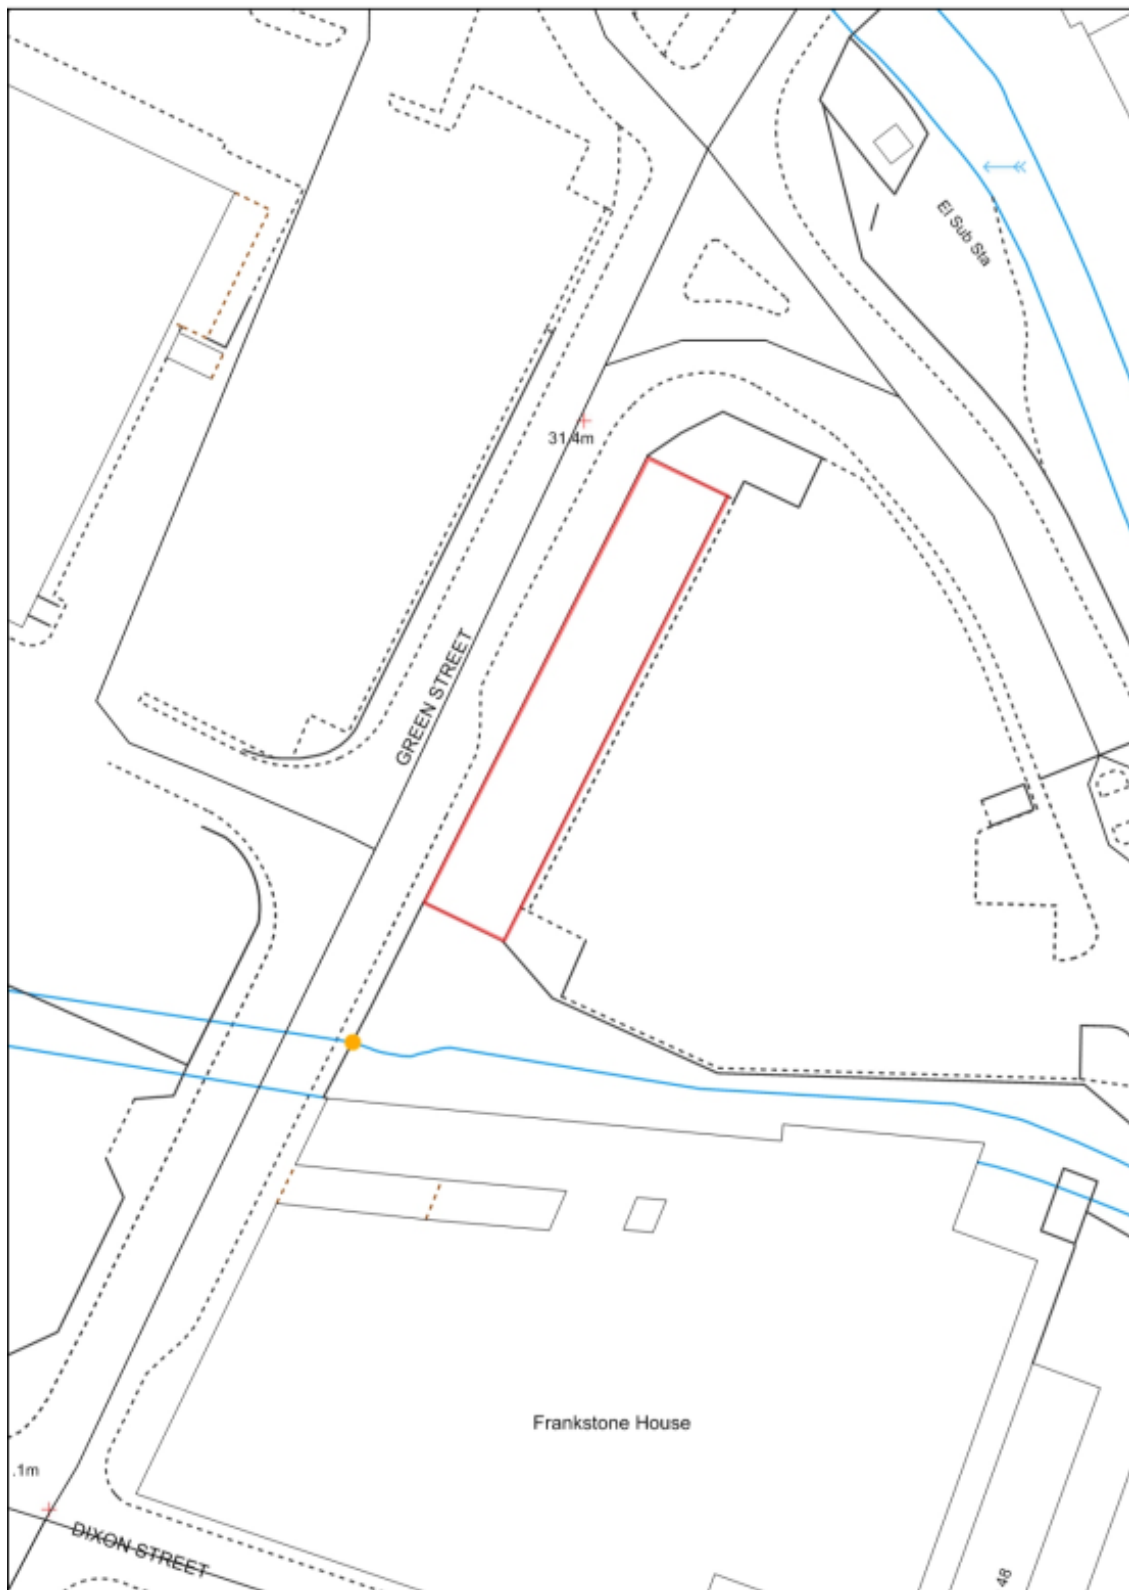 El Sub Sta
31.4m
GREEN STREET
Frankstone House
.1m
DIXON STREET
48